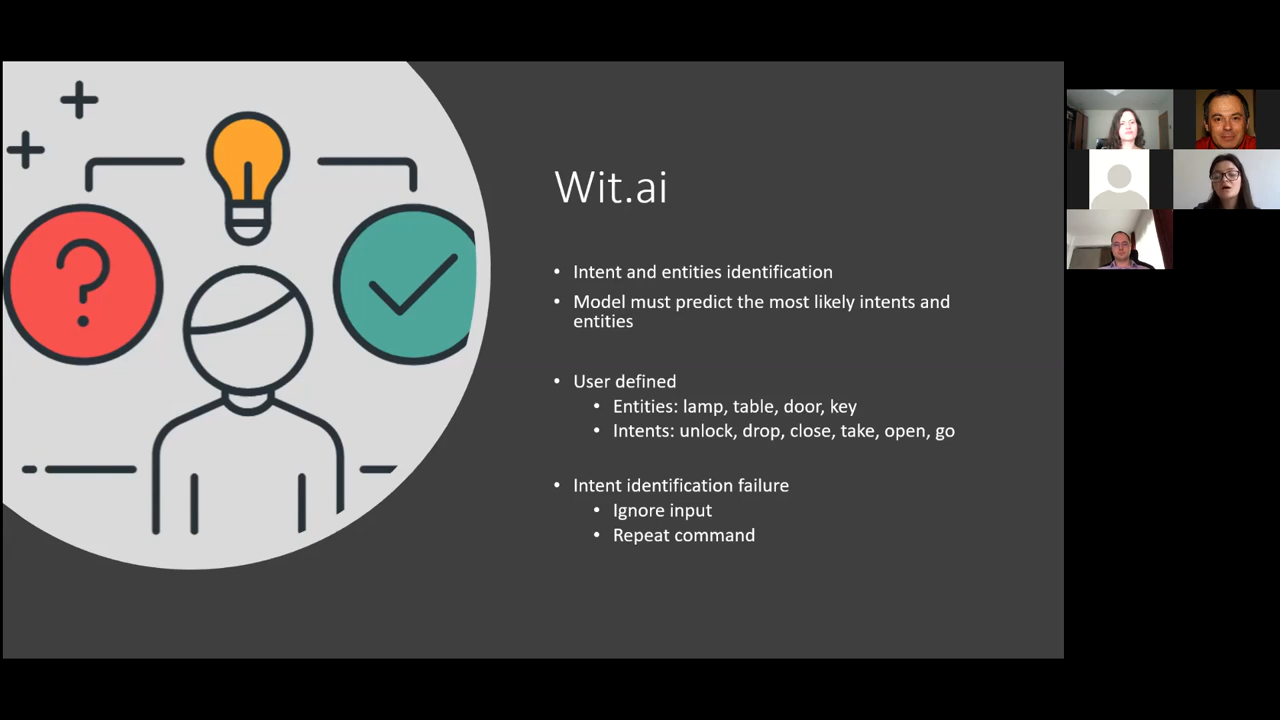 Wit.ai
• Intent and entities identification
• Model must predict the most likely intents and
entities
• User defined
• Entities: lamp, table, door, key
• Intents: unlock, drop, close, take, open, go
• Intent identification failure
• Ignore input
• Repeat command